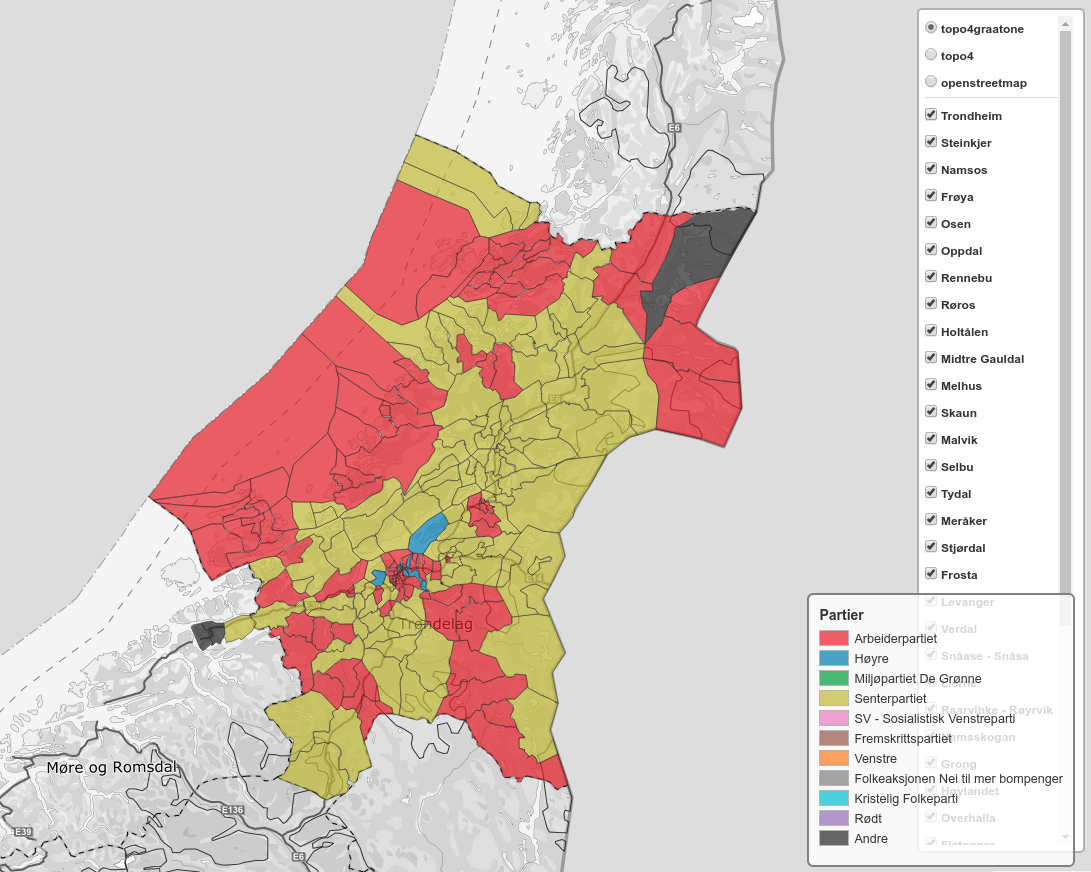 topo4graatone
topo4
openstreetmap
Trondheim
Steinkjer
Namsos
Frøya
Osen
Oppdal
Rennebu
Røros
Holtålen
Midtre Gauldal
Melhus
Skaun
Malvik
Selbu
Tydal
Meråker
Stjørdal
Frosta
Levanger
Verdal
Snåase - Snåsa
Raarvihke - Røyrvik
Grong
Høylandet
Overhalla
Partier
Arbeiderpartiet
Høyre
Miljøpartiet De Grønne
Senterpartiet
SV - Sosialistisk Venstreparti
Fremskrittspartiet
Venstre
Folkeaksjonen Nei til mer bompenger
Kristelig Folkeparti
Rødt
Andre
E6
E6
E14
Trøndelag
Møre og Romsdal
E136
E39
E6